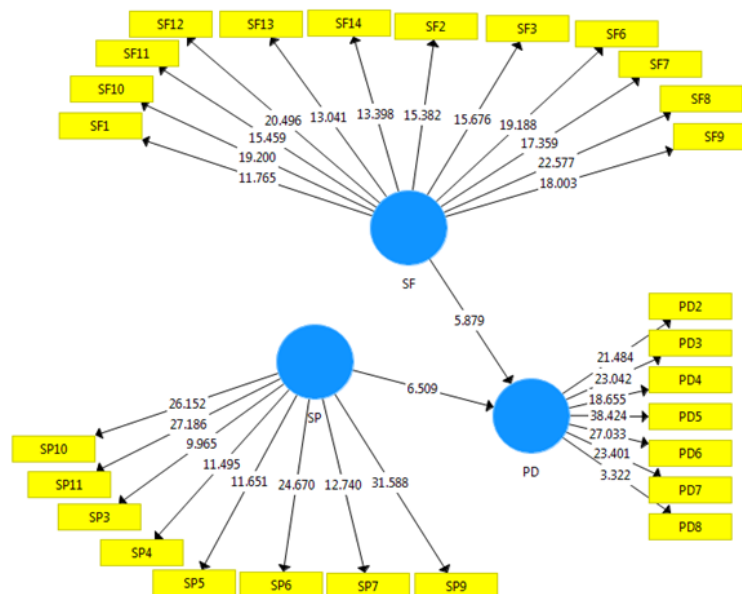 SF12
SF13
SF14
SF2
SF3
SF6
SF11
SF7
SF10
SF8
SF1
SF9
20.496
13.041
13.398
15.382
15.676
19.188
15.459
17.359
19.200
22.577
11.765
18.003
SF
5.879
PD2
PD3
PD4
PD5
PD6
PD7
PD8
21.484
23.042
18.655
38.424
27.033
23.401
3.322
6.509
SP
PD
26.152
27.186
9.965
11.495
11.651
24.670
12.740
31.588
SP10
SP11
SP3
SP4
SP5
SP6
SP7
SP9